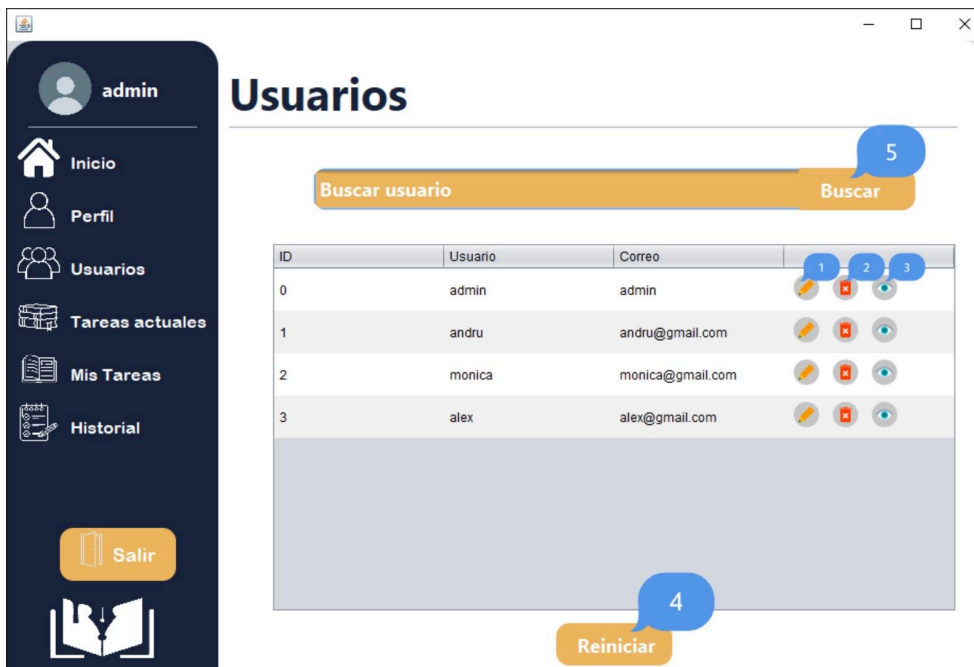 admin
Usuarios
Inicio
Perfil
Usuarios
Tareas actuales
Mis Tareas
Historial
Salir
5
Buscar usuario
Buscar
ID Usuario Correo
1 2 3
0 admin admin
1 andru andru@gmail.com
2 monica monica@gmail.com
3 alex alex@gmail.com
4
Reiniciar